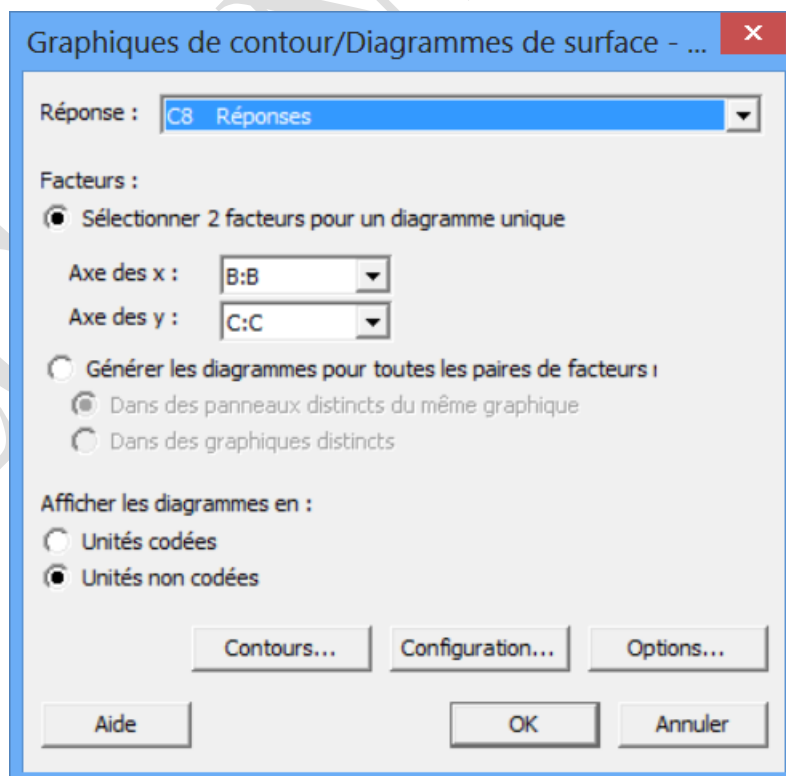 Graphiques de contour/Diagrammes de surface - ...
Réponse : C8 Réponses
Facteurs :
Sélectionner 2 facteurs pour un diagramme unique
Axe des x : B:B
Axe des y : C:C
Générer les diagrammes pour toutes les paires de facteurs
Dans des panneaux distincts du même graphique
Dans des graphiques distincts
Afficher les diagrammes en :
Unités codées
Unités non codées
Contours... Configuration... Options...
Aide OK Annuler